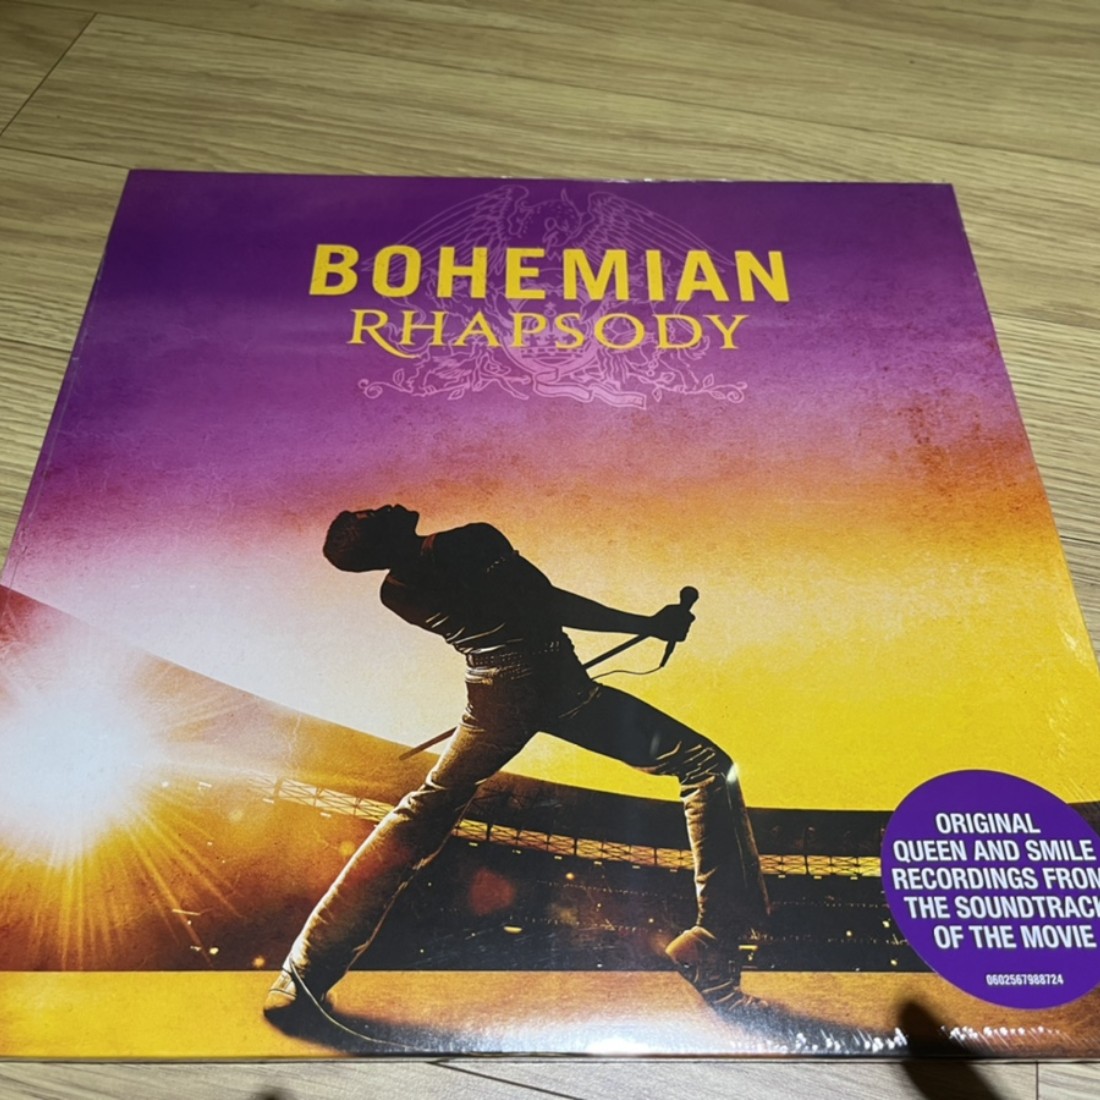 BOHEMIAN
RHAPSODY
ORIGINAL
QUEEN AND SMILE
RECORDINGS FROM
THE SOUNDTRACK
OF THE MOVIE
0602567988724